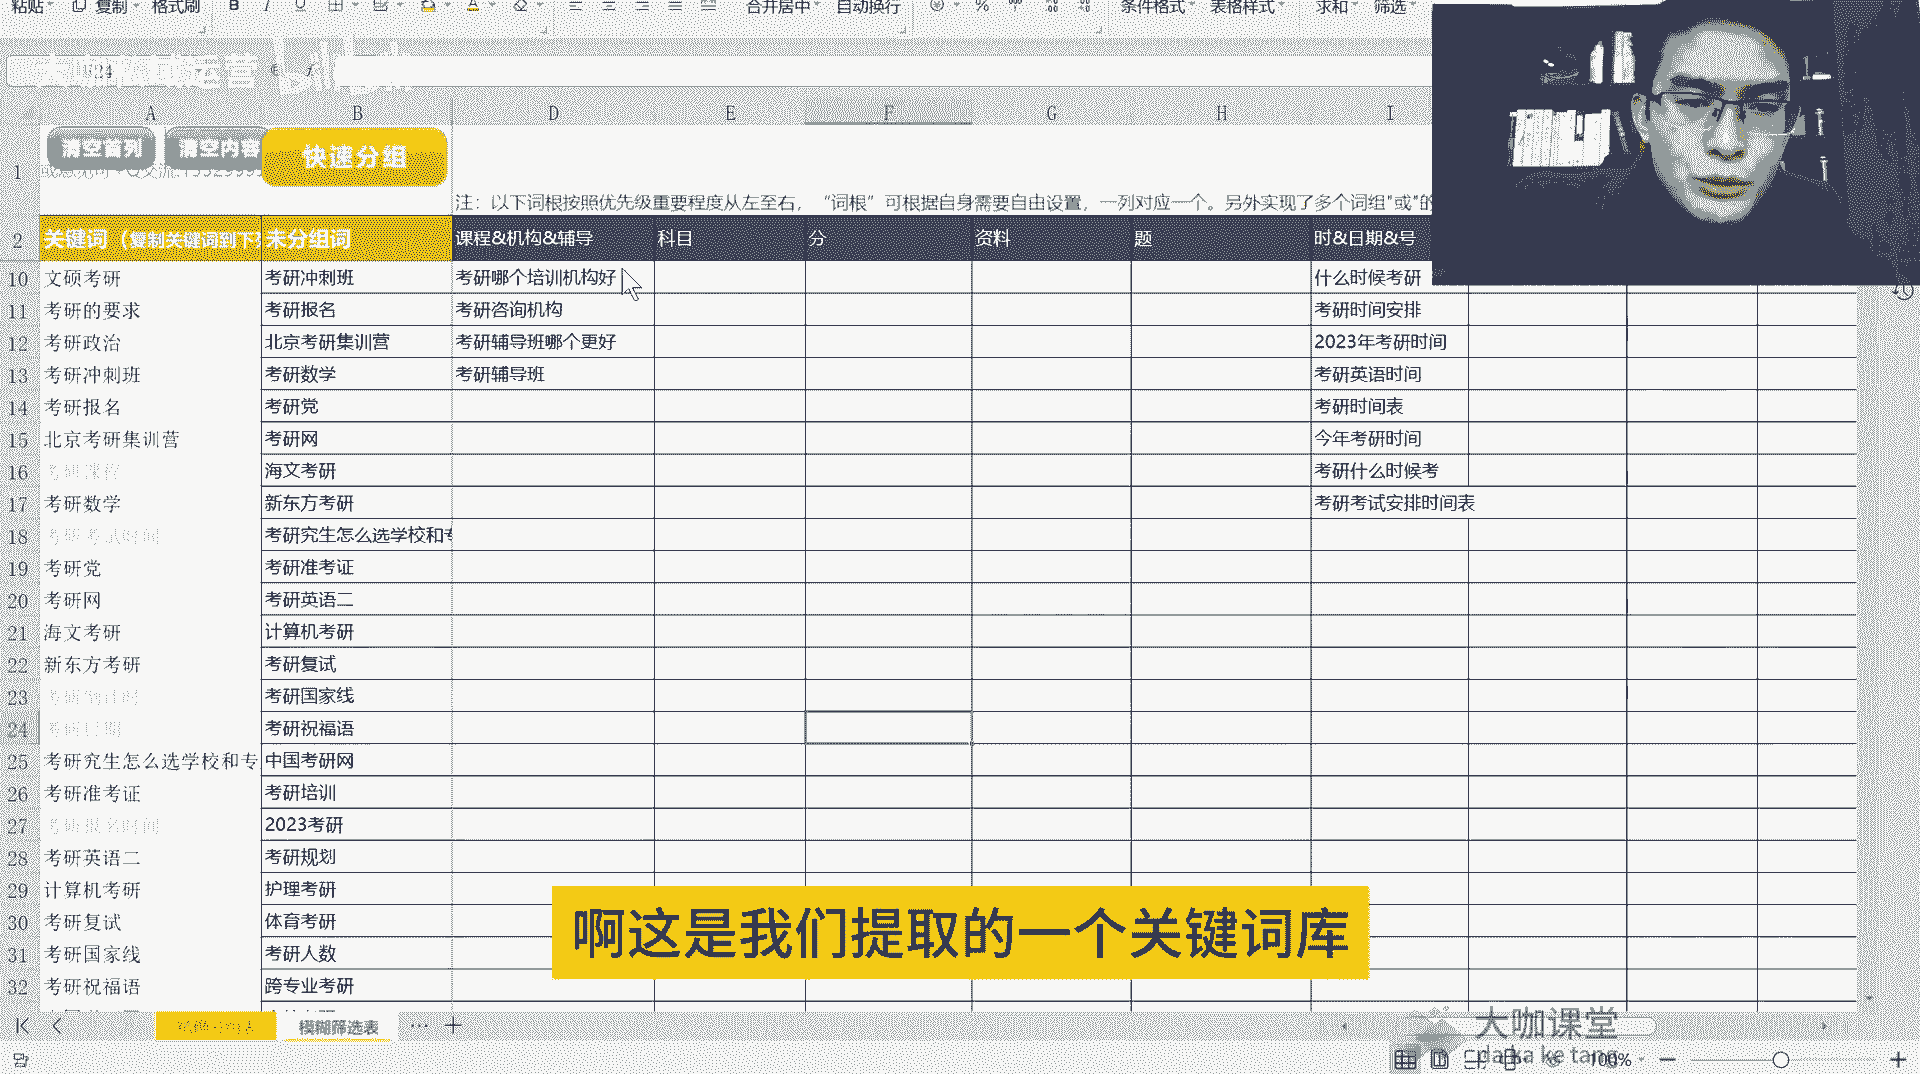 粘贴 复制 格式刷 B I U A 合并居中 自动换行 % 条件格式 表格样式 求和 筛选
A B D E F G H I
清空首列 清空内容 快速分组
1 注：以下词根按照优先级重要程度从左至右，“词根”可根据自身需要自由设置，一列对应一个。另外实现了多个词组"或"的
2 关键词（复制关键词到下列 未分组词 课程&机构&辅导 科目 分 资料 题 时&日期&号
10 文硕考研 考研冲刺班 考研哪个培训机构好 什么时候考研
11 考研的要求 考研报名 考研咨询机构 考研时间安排
12 考研政治 北京考研集训营 考研辅导班哪个更好 2023年考研时间
13 考研冲刺班 考研数学 考研辅导班 考研英语时间
14 考研报名 考研党 考研时间表
15 北京考研集训营 考研网 今年考研时间
16 考研课程 海文考研 考研什么时候考
17 考研数学 新东方考研 考研考试安排时间表
18 考研考试时间 考研究生怎么选学校和专
19 考研党 考研准考证
20 考研网 考研英语二
21 海文考研 计算机考研
22 新东方考研 考研复试
23 考研国家线
24 考研日期 考研祝福语
25 考研究生怎么选学校和专 中国考研网
26 考研准考证 考研培训
27 考研报名时间 2023考研
28 考研英语二 考研规划
29 计算机考研 护理考研
30 考研复试 体育考研
31 考研国家线 考研人数
32 考研祝福语 跨专业考研
啊这是我们提取的一个关键词库
模糊筛选表 ··· +
大咖课堂
da ka ke tang
100%